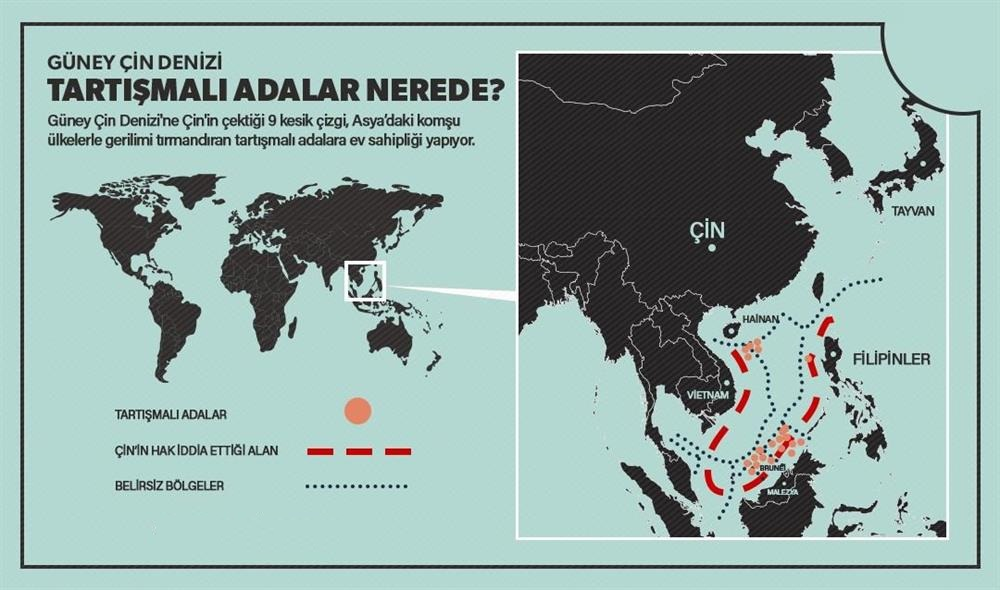 GÜNEY ÇİN DENİZİ
TARTIŞMALI ADALAR NEREDE?
Güney Çin Denizi'ne Çin'in çektiği 9 kesik çizgi, Asya'daki komşu
ülkelerle gerilimi tırmandıran tartışmalı adalara ev sahipliği yapıyor.
TARTIŞMALI ADALAR
ÇİN'İN HAK İDDİA ETTİĞİ ALAN
BELİRSİZ BÖLGELER
TAYVAN
ÇİN
HAİNAN
FİLİPİNLER
VİETNAM
BRUNEI
MALEZYA